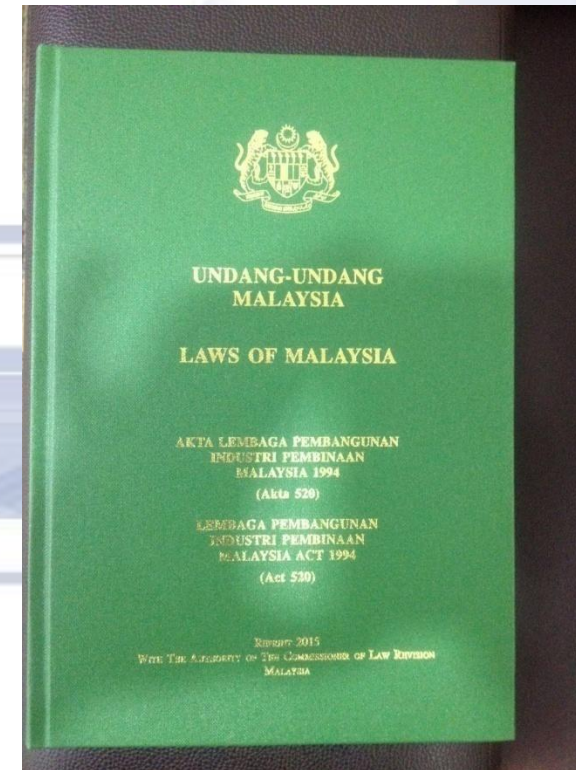 UNDANG-UNDANG
MALAYSIA
LAWS OF MALAYSIA
AKTA LEMBAGA PEMBANGUNAN
INDUSTRI PEMBINAAN
MALAYSIA 1994
(Akta 520)
LEMBAGA PEMBANGUNAN
INDUSTRI PEMBINAAN
MALAYSIA ACT 1994
(Act 520)
REPRINT 2015
WITH THE AUTHORITY OF THE COMMISSIONER OF LAW REVISION
MALAYSIA